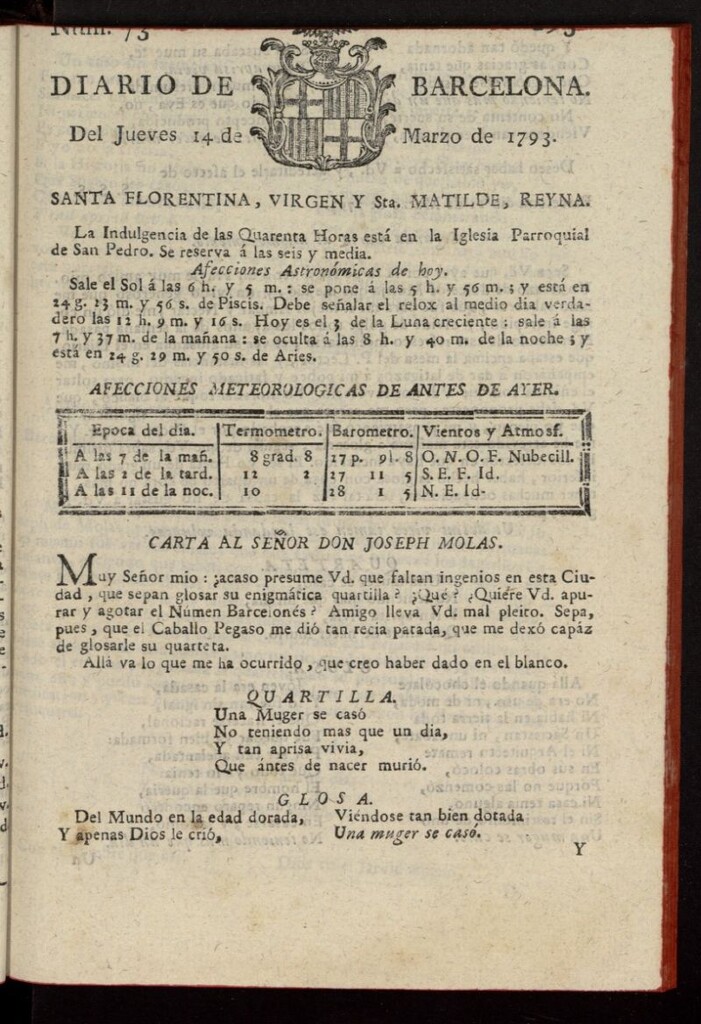 Núm. 73
DIARIO DE BARCELONA.
Del Jueves 14 de Marzo de 1793.
SANTA FLORENTINA, VIRGEN Y Sta. MATILDE, REYNA.
La Indulgencia de las Quarenta Horas está en la Iglesia Parroquial
de San Pedro. Se reserva á las seis y media.
Afecciones Astronómicas de hoy.
Sale el Sol á las 6 h. y 5 m.: se pone á las 5 h. y 56 m.; y está en
24 g. 23 m. y 56 s. de Piscis. Debe señalar el relox al medio dia verda-
dero las 12 h. 9 m. y 16 s. Hoy es el 3 de la Luna creciente: sale á las
7 h. y 37 m. de la mañana: se oculta á las 8 h. y 40 m. de la noche; y
está en 24 g. 29 m. y 50 s. de Aries.
AFECCIONES METEOROLOGICAS DE ANTES DE AYER.
Epoca del dia. Termometro. Barometro. Vientos y Atmosf.
A las 7 de la mañ. 8 grad. 8 27 p. 9 l. 8 O. N. O. F. Nubecill.
A las 2 de la tard. 12 2 27 11 5 S. E. F. Id.
A las 11 de la noc. 10 28 1 5 N. E. Id-
CARTA AL SEÑOR DON JOSEPH MOLAS.
Muy Señor mio: ¿acaso presume Vd. que faltan ingenios en esta Ciu-
dad, que sepan glosar su enigmática quartilla? ¿Qué? ¿Quiére Vd. apu-
rar y agotar el Númen Barcelonés? Amigo lleva Vd. mal pleito. Sepa,
pues, que el Caballo Pegaso me dió tan recia patada, que me dexó capáz
de glosarle su quarteta.
Allá va lo que me ha ocurrido, que creo haber dado en el blanco.
QUARTILLA.
Una Muger se casó
No teniendo mas que un dia,
Y tan aprisa vivia,
Que ántes de nacer murió.
GLOSA.
Del Mundo en la edad dorada,
Y apenas Dios le crió,
Viéndose tan bien dotada
Una muger se casó.
Y